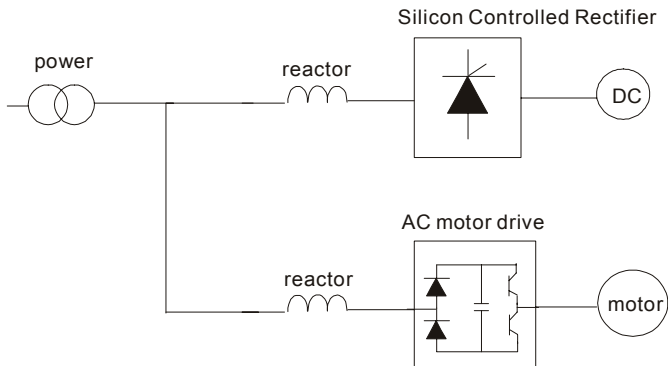 Silicon Controlled Rectifier
power
reactor
DC
AC motor drive
reactor
motor